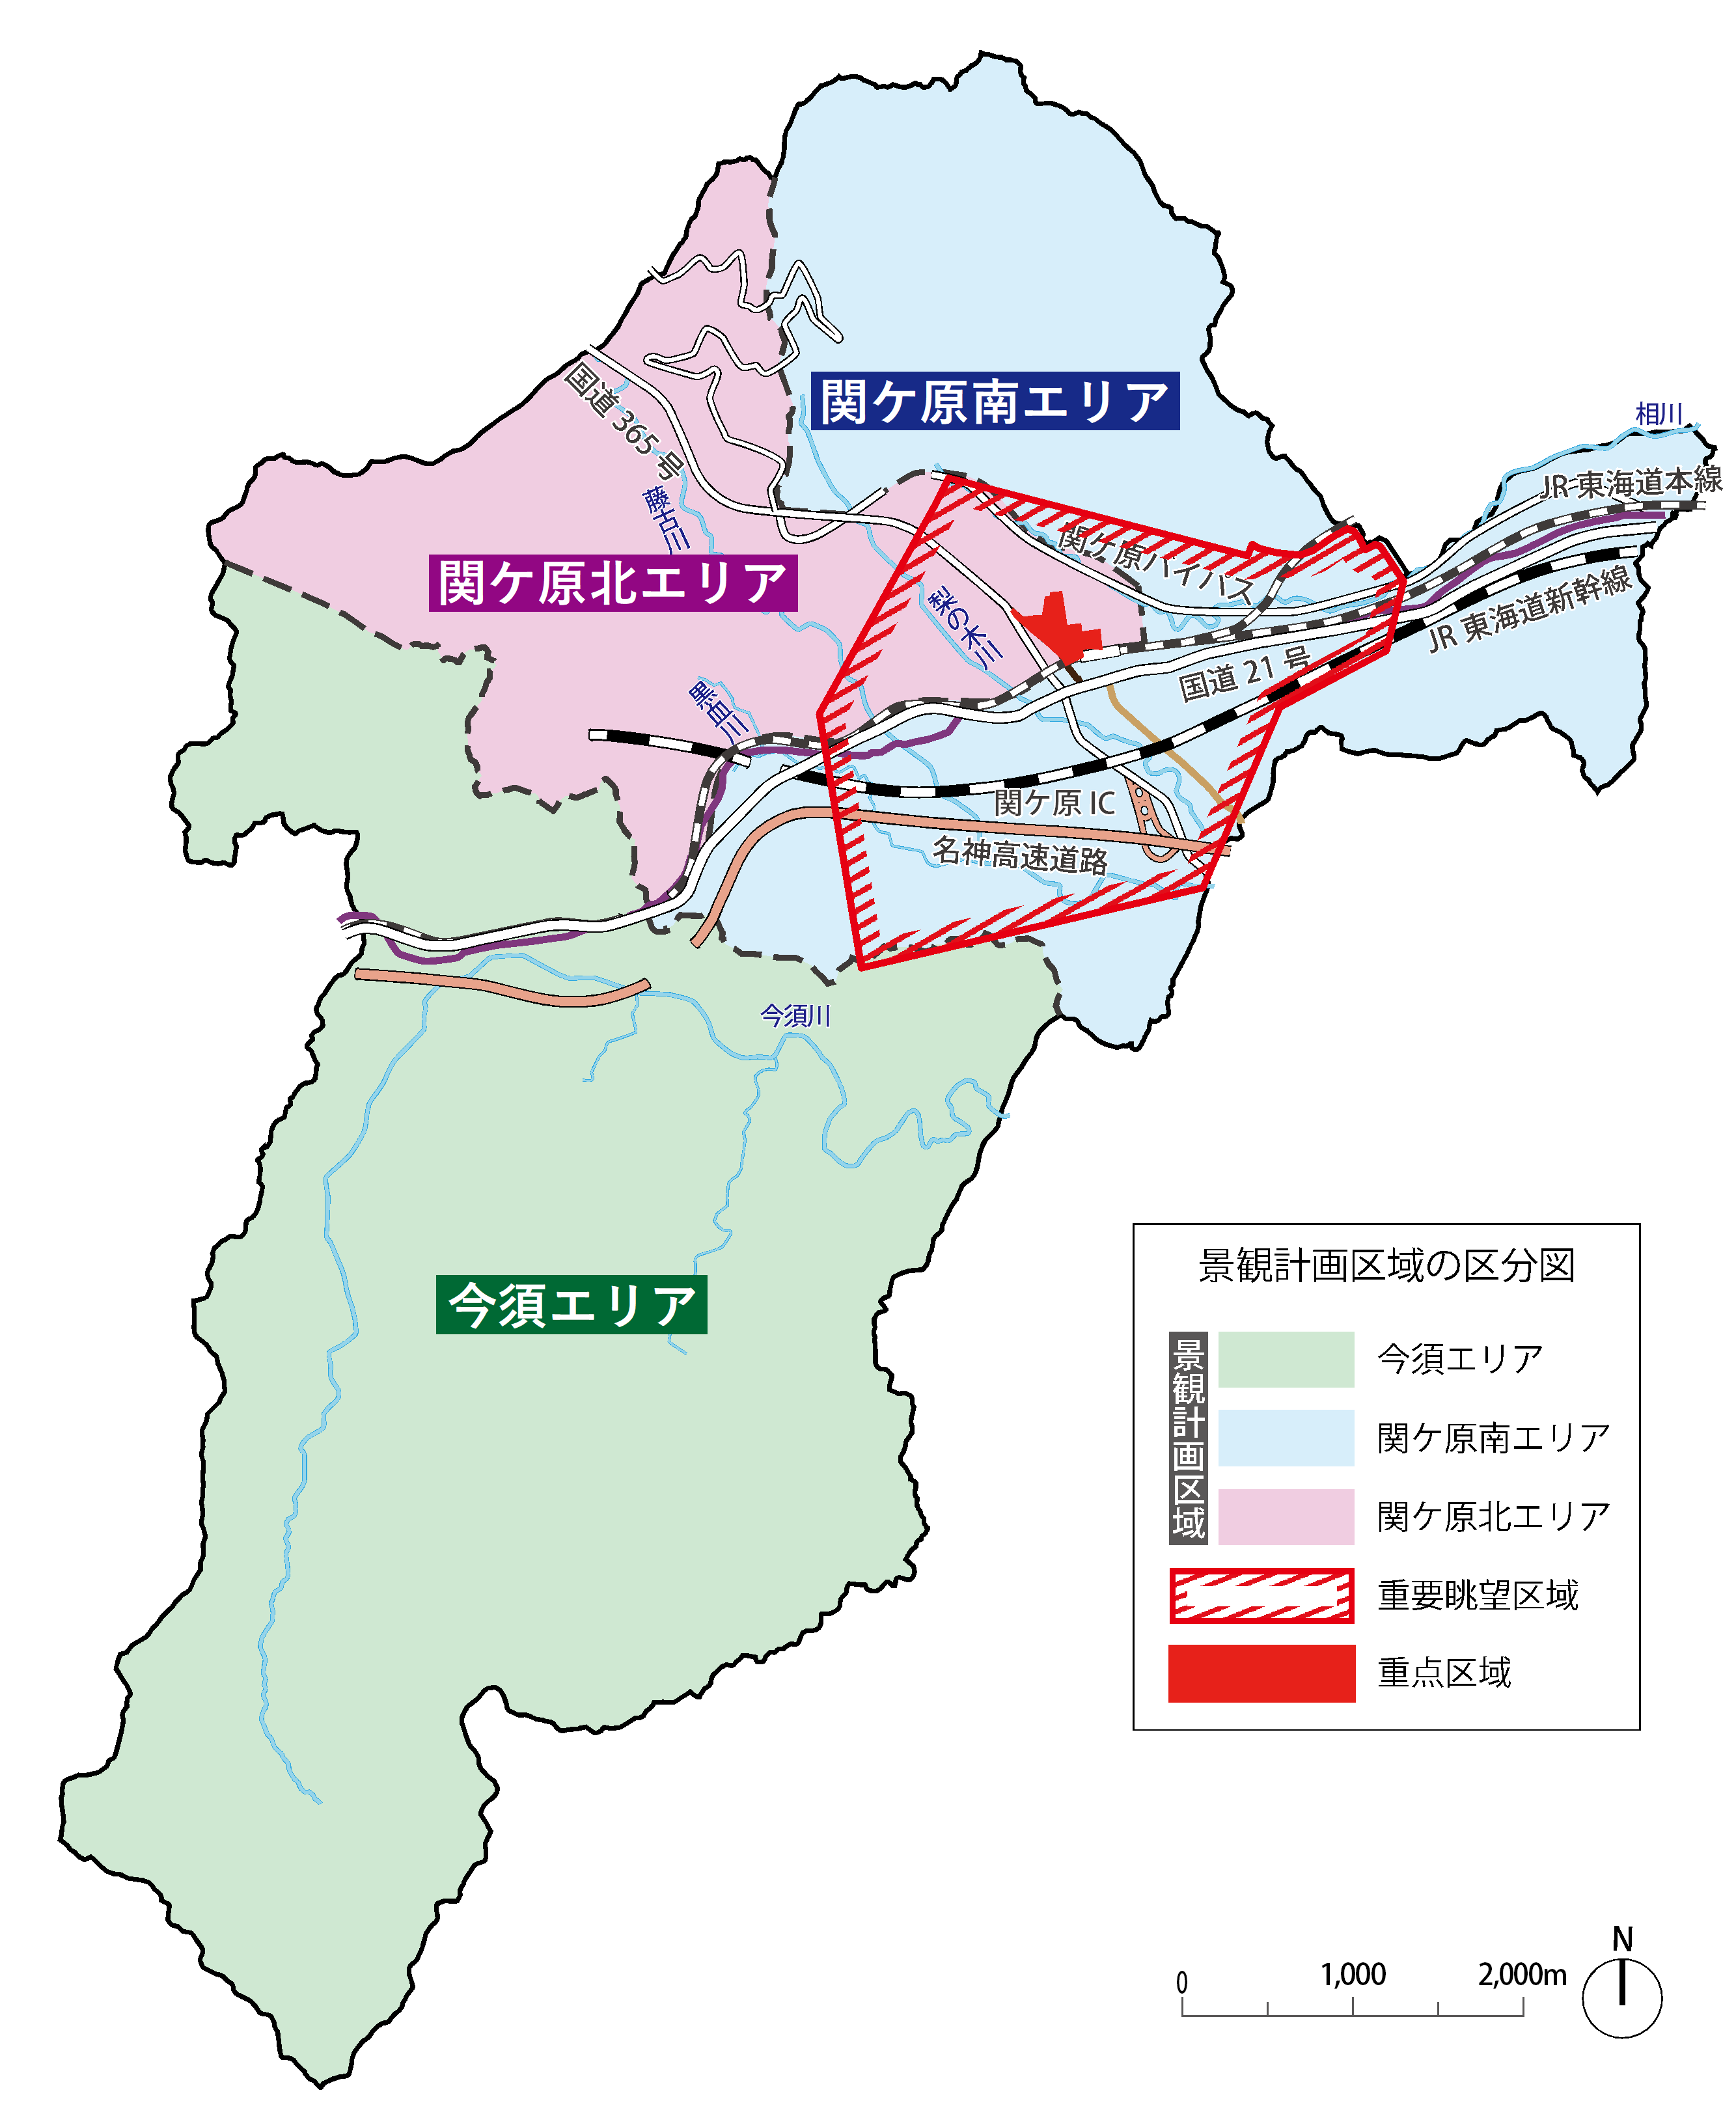 関ケ原南エリア
相川
JR東海道本線
国道365号
藤古川
関ケ原バイパス
関ケ原北エリア
梨の木川
JR東海道新幹線
国道21号
黒血川
関ケ原IC
名神高速道路
今須川
今須エリア
景観計画区域の区分図
景観計画区域
今須エリア
関ケ原南エリア
関ケ原北エリア
重要眺望区域
重点区域
N
0 1,000 2,000m